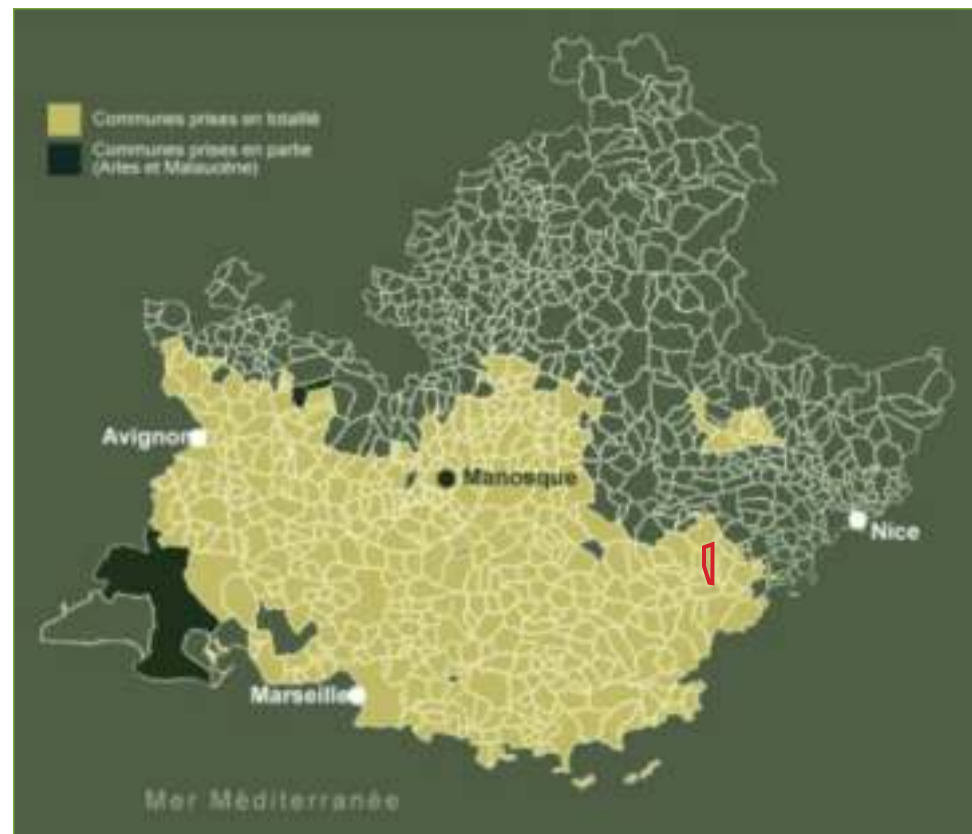 Communes prises en totalité
Communes prises en partie
(Arles et Malaucène)
Avignon
Manosque
Nice
Marseille
Mer Méditerranée